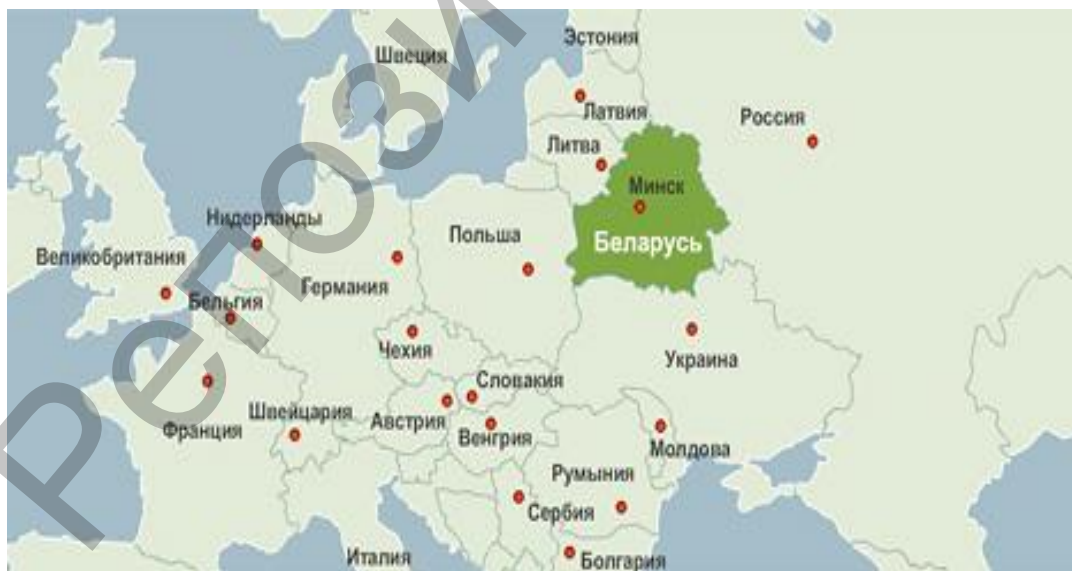 Эстония
Швеция
Латвия
Россия
Литва
Минск
Нидерланды
Польша
Беларусь
Великобритания
Германия
Бельгия
Чехия
Украина
Словакия
Швейцария
Австрия
Франция
Венгрия
Молдова
Румыния
Сербия
Италия
Болгария
Репози